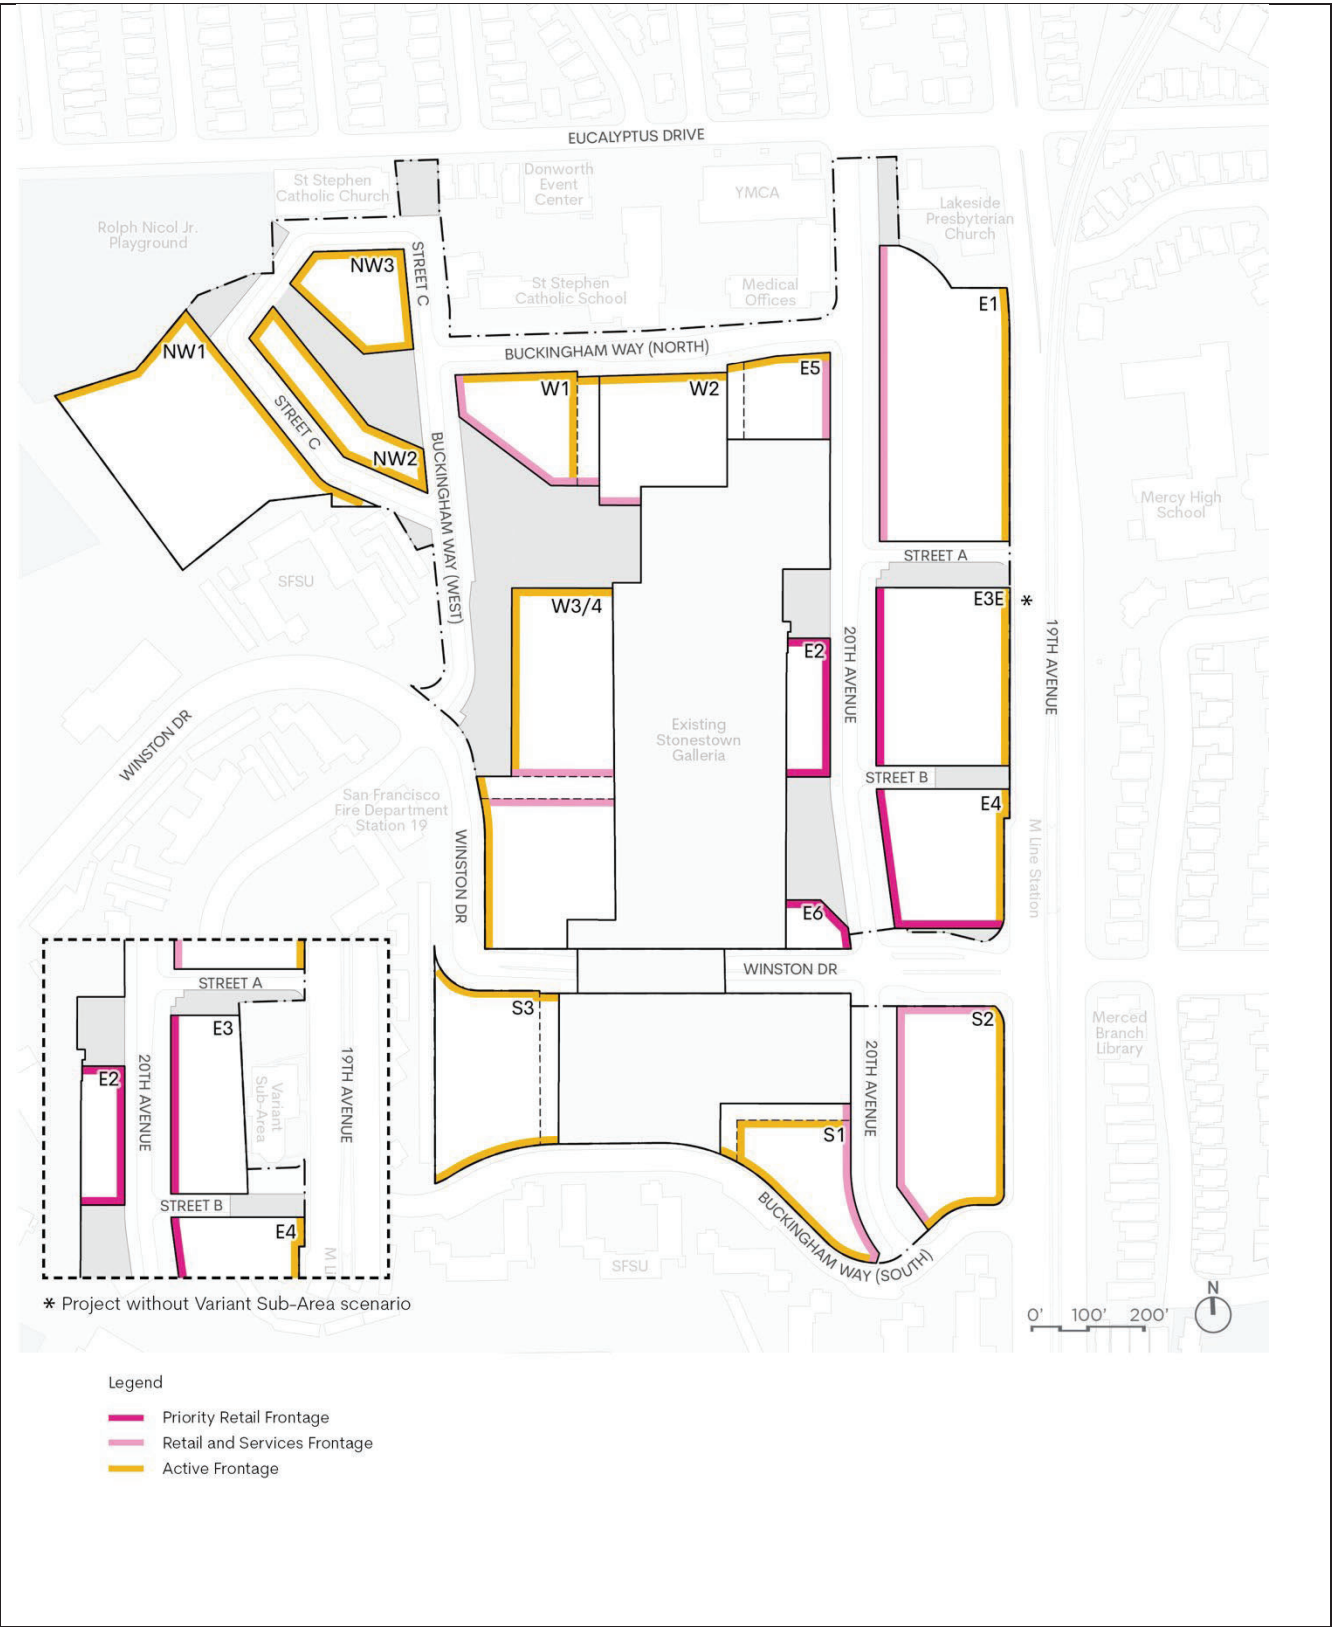 EUCALYPTUS DRIVE
St Stephen
Catholic Church
Donworth
Event
Center
YMCA
Lakeside
Presbyterian
Church
Rolph Nicol Jr.
Playground
STREET C
NW3
St Stephen
Catholic School
Medical
Offices
E1
NW1
BUCKINGHAM WAY (NORTH)
W1
W2
E5
STREET C
NW2
BUCKINGHAM WAY (WEST)
Mercy High
School
STREET A
SFSU
W3/4
E3E
*
E2
20TH AVENUE
19TH AVENUE
WINSTON DR
Existing
Stonestown
Galleria
STREET B
San Francisco
Fire Department
Station 19
E4
WINSTON DR
M Line Station
E6
WINSTON DR
S3
S2
Merced
Branch
Library
20TH AVENUE
S1
BUCKINGHAM WAY (SOUTH)
SFSU
STREET A
E3
E2
20TH AVENUE
Variant
Sub-Area
19TH AVENUE
STREET B
E4
M Li
* Project without Variant Sub-Area scenario
N
0' 100' 200'
Legend
Priority Retail Frontage
Retail and Services Frontage
Active Frontage